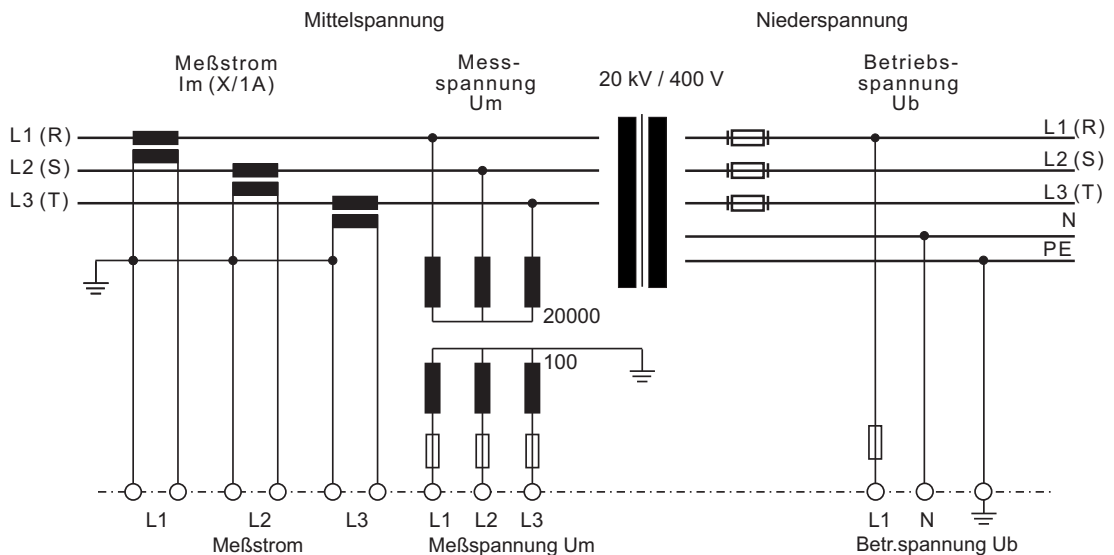 Mittelspannung
Niederspannung
Meßstrom
Im (X/1A)
Mess-
spannung
Um
20 kV / 400 V
Betriebs-
spannung
Ub
L1 (R)
L2 (S)
L3 (T)
L1 (R)
L2 (S)
L3 (T)
N
PE
20000
100
L1
L2
L3
L1
L2
L3
L1
N
Meßstrom
Meßspannung Um
Betr.spannung Ub